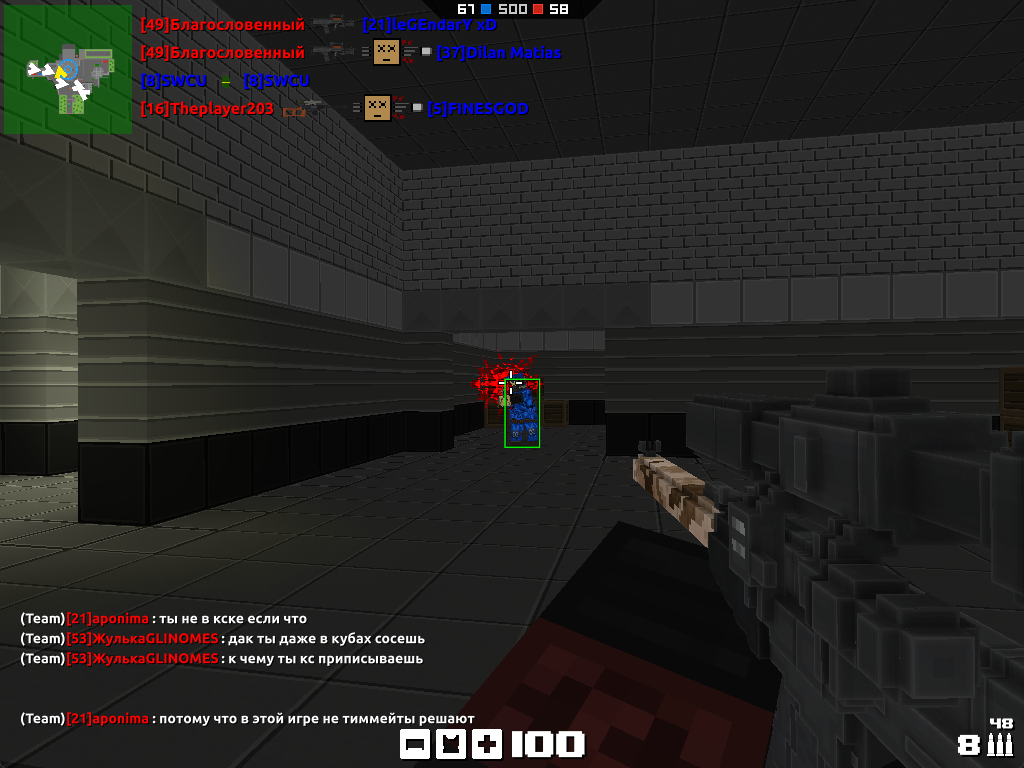 67 500 58
[49]Благословенный [21]leGEndarY xD
[49]Благословенный [37]Dilan Matias
[8]SWCU [8]SWCU
[16]Theplayer203 [5]FINESGOD
(Team)[21]aponima : ты не в кске если что
(Team)[53]ЖулькаGLINOMES : дак ты даже в кубах сосешь
(Team)[53]ЖулькаGLINOMES : к чему ты кс приписываешь
(Team)[21]aponima : потому что в этой игре не тиммейты решают
100
48
8